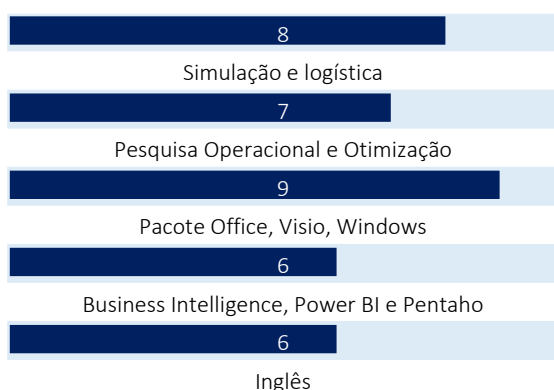 8
Simulação e logística
7
Pesquisa Operacional e Otimização
9
Pacote Office, Visio, Windows
6
Business Intelligence, Power BI e Pentaho
6
Inglês